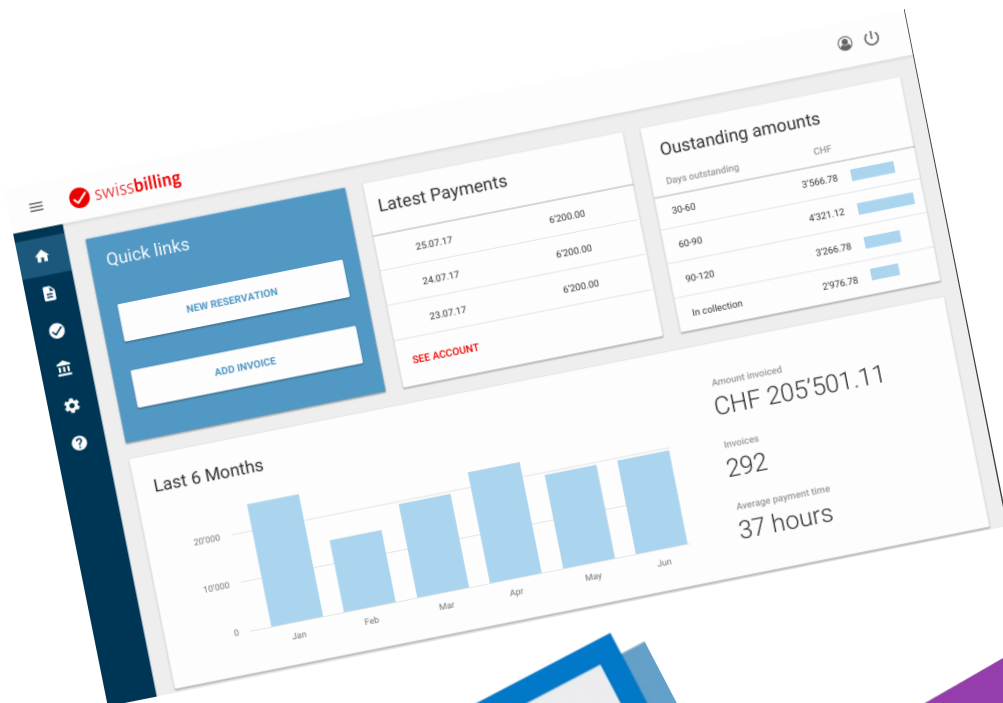 swissbilling
Quick links
NEW RESERVATION
ADD INVOICE
Latest Payments
25.07.17 6'200.00
24.07.17 6'200.00
23.07.17 6'200.00
SEE ACCOUNT
Oustanding amounts
Days outstanding CHF
30-60 3'566.78
60-90 4'321.12
90-120 3'266.78
In collection 2'976.78
Last 6 Months
20'000
10'000
0
Jan Feb Mar Apr May Jun
Amount invoiced
CHF 205'501.11
Invoices
292
Average payment time
37 hours